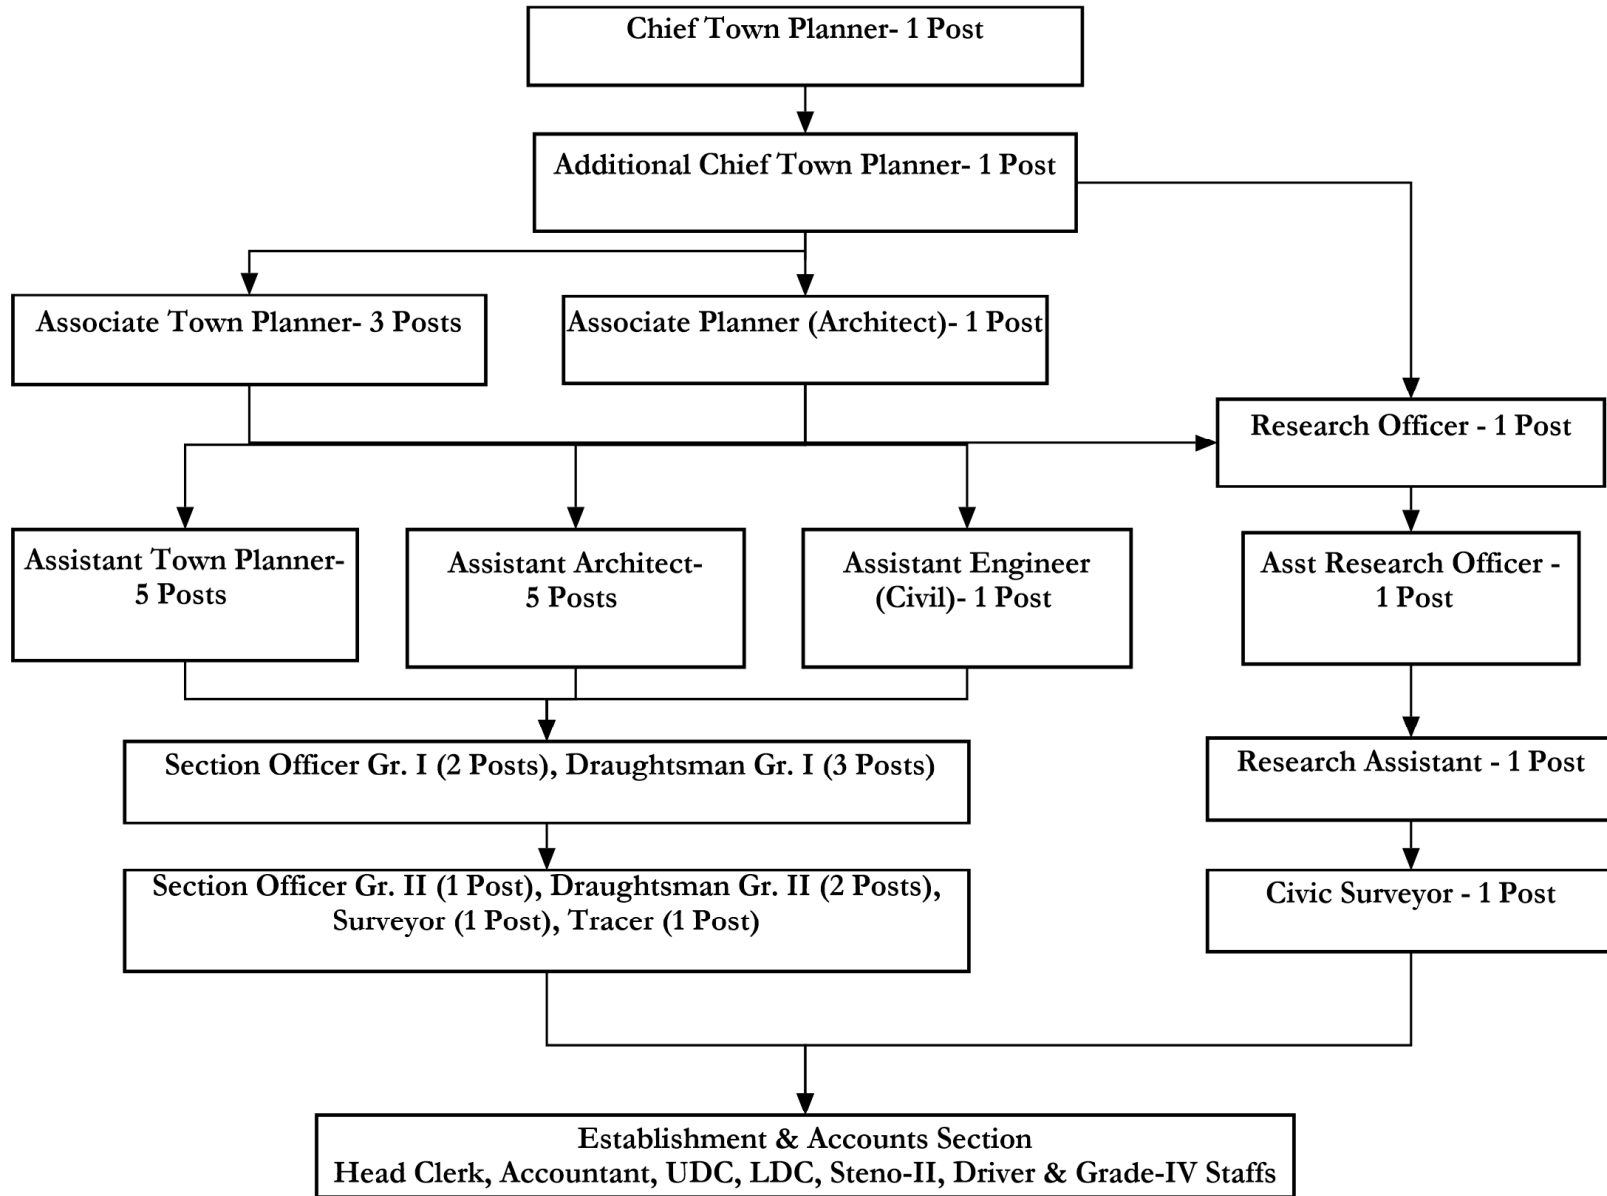 Chief Town Planner- 1 Post
Additional Chief Town Planner- 1 Post
Associate Town Planner- 3 Posts
Associate Planner (Architect)- 1 Post
Research Officer - 1 Post
Assistant Town Planner-
5 Posts
Assistant Architect-
5 Posts
Assistant Engineer
(Civil)- 1 Post
Asst Research Officer -
1 Post
Section Officer Gr. I (2 Posts), Draughtsman Gr. I (3 Posts)
Research Assistant - 1 Post
Section Officer Gr. II (1 Post), Draughtsman Gr. II (2 Posts),
Surveyor (1 Post), Tracer (1 Post)
Civic Surveyor - 1 Post
Establishment & Accounts Section
Head Clerk, Accountant, UDC, LDC, Steno-II, Driver & Grade-IV Staffs